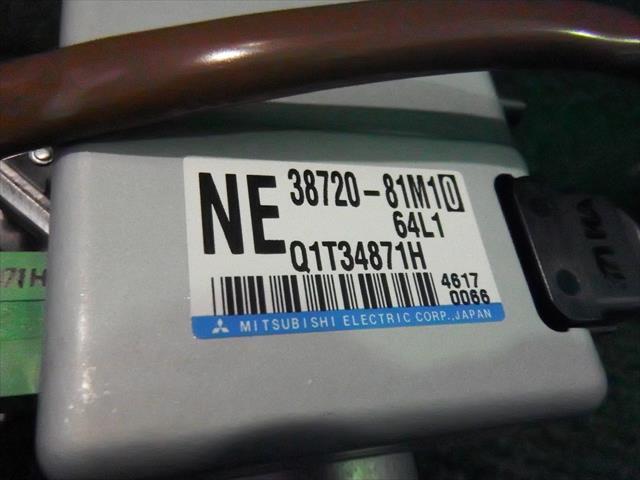 NE 38720-81M10
64L1
Q1T34871H
4617
0066
MITSUBISHI ELECTRIC CORP., JAPAN